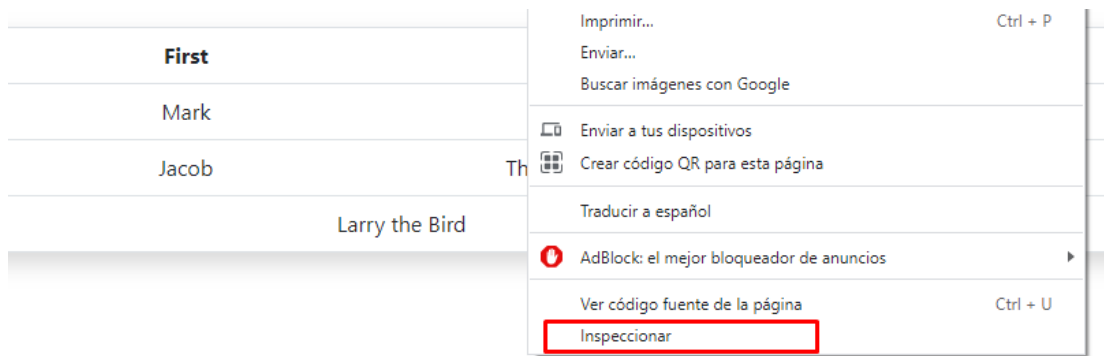 First
Mark
Jacob
Th
Larry the Bird
Imprimir... Ctrl + P
Enviar...
Buscar imágenes con Google
Enviar a tus dispositivos
Crear código QR para esta página
Traducir a español
AdBlock: el mejor bloqueador de anuncios
Ver código fuente de la página Ctrl + U
Inspeccionar